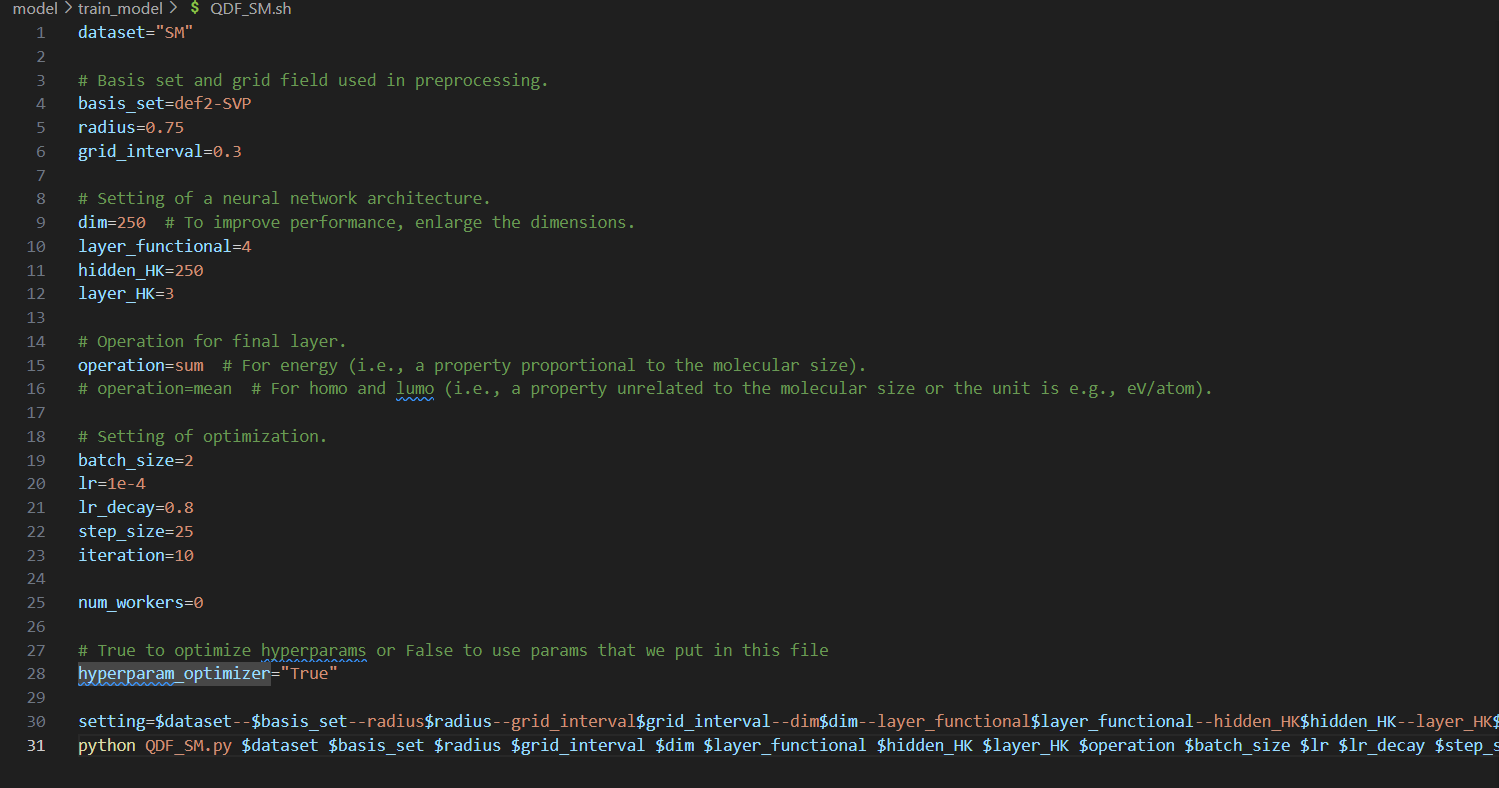 model > train_model > $ QDF_SM.sh
1 dataset="SM"
2
3 # Basis set and grid field used in preprocessing.
4 basis_set=def2-SVP
5 radius=0.75
6 grid_interval=0.3
7
8 # Setting of a neural network architecture.
9 dim=250  # To improve performance, enlarge the dimensions.
10 layer_functional=4
11 hidden_HK=250
12 layer_HK=3
13
14 # Operation for final layer.
15 operation=sum  # For energy (i.e., a property proportional to the molecular size).
16 # operation=mean  # For homo and lumo (i.e., a property unrelated to the molecular size or the unit is e.g., eV/atom).
17
18 # Setting of optimization.
19 batch_size=2
20 lr=1e-4
21 lr_decay=0.8
22 step_size=25
23 iteration=10
24
25 num_workers=0
26
27 # True to optimize hyperparams or False to use params that we put in this file
28 hyperparam_optimizer="True"
29
30 setting=$dataset--$basis_set--radius$radius--grid_interval$grid_interval--dim$dim--layer_functional$layer_functional--hidden_HK$hidden_HK--layer_HK$
31 python QDF_SM.py $dataset $basis_set $radius $grid_interval $dim $layer_functional $hidden_HK $layer_HK $operation $batch_size $lr $lr_decay $step_s